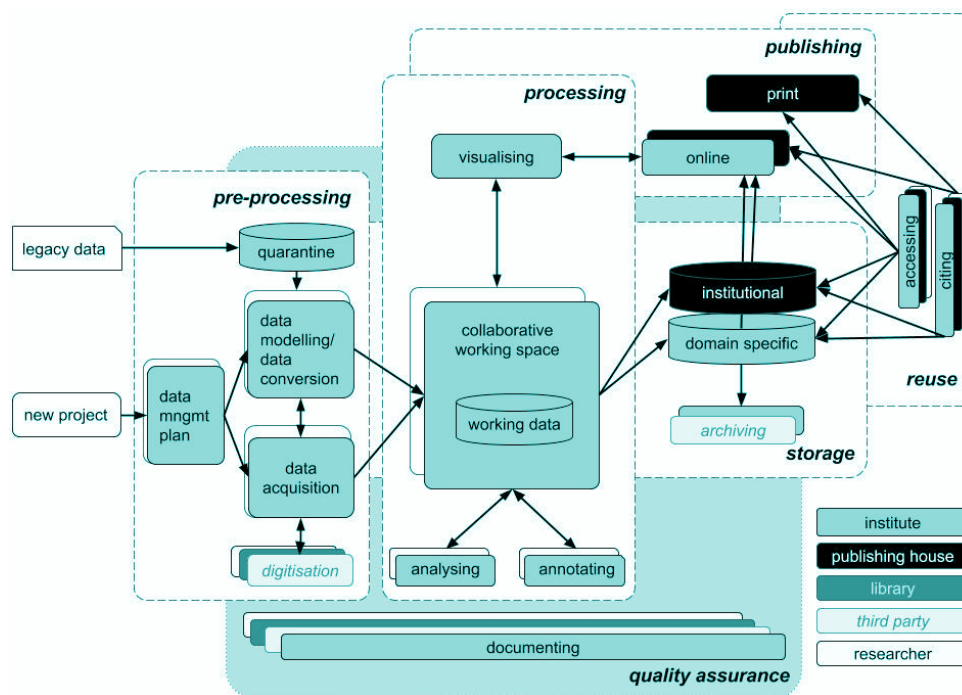 publishing
print
processing
visualising
online
pre-processing
legacy data
quarantine
accessing
citing
institutional
data
modelling/
data
conversion
collaborative
working space
domain specific
reuse
new project
data
mngmt
plan
working data
archiving
storage
data
acquisition
institute
publishing house
digitisation
analysing
annotating
library
third party
documenting
researcher
quality assurance